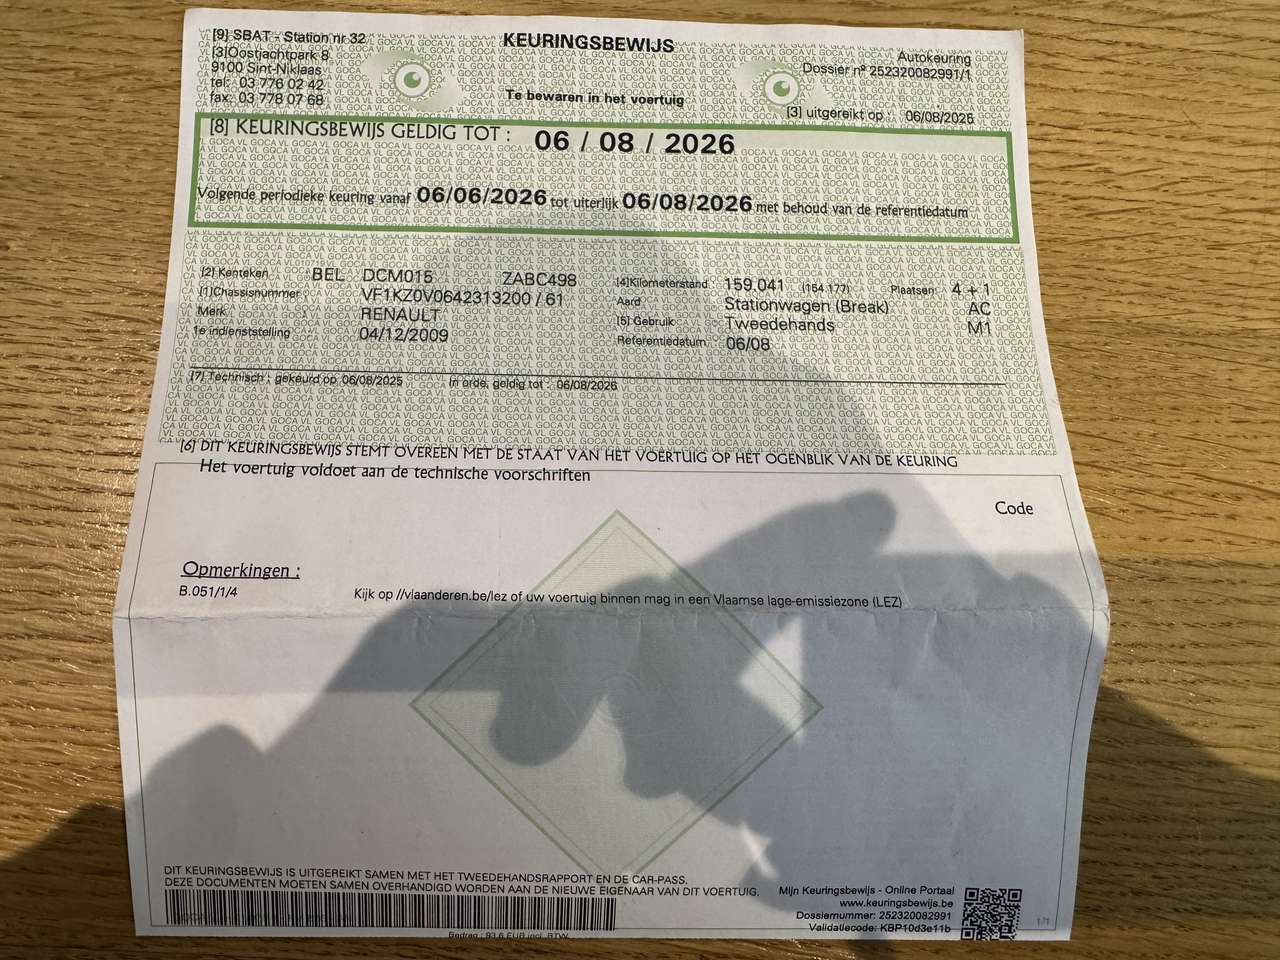 [9] SBAT - Station nr 32
[3] Oostjachtpark 8
9100 Sint-Niklaas
tel: 03 776 02 42
fax: 03 778 07 68
KEURINGSBEWIJS
Te bewaren in het voertuig
Autokeuring
Dossier nº 252320082991/1
[3] uitgereikt op : 06/08/2025
[8] KEURINGSBEWIJS GELDIG TOT : 06 / 08 / 2026
Volgende periodieke keuring vanaf 06/06/2026 tot uiterlijk 06/08/2026 met behoud van de referentiedatum
[2] Kenteken : BEL DCM015 ZABC498
[1] Chassisnummer : VF1KZ0V0642313200 / 61
Merk : RENAULT
1e indienststelling 04/12/2009
[4] Kilometerstand 159.041 (154 177) Plaatsen: 4 + 1
Aard Stationwagen (Break) AC
[5] Gebruik Tweedehands M1
Referentiedatum 06/08
[7] Technisch : gekeurd op 06/08/2025 In orde, geldig tot : 06/08/2026
[6] DIT KEURINGSBEWIJS STEMT OVEREEN MET DE STAAT VAN HET VOERTUIG OP HET OGENBLIK VAN DE KEURING
Het voertuig voldoet aan de technische voorschriften
Code
Opmerkingen :
B.051/1/4 Kijk op //vlaanderen.be/lez of uw voertuig binnen mag in een Vlaamse lage-emissiezone (LEZ)
DIT KEURINGSBEWIJS IS UITGEREIKT SAMEN MET HET TWEEDEHANDSRAPPORT EN DE CAR-PASS.
DEZE DOCUMENTEN MOETEN SAMEN OVERHANDIGD WORDEN AAN DE NIEUWE EIGENAAR VAN DIT VOERTUIG.
Mijn Keuringsbewijs - Online Portaal
www.keuringsbewijs.be
Dossiernummer: 252320082991
Validatiecode: KBP10d3e11b
1/1
Bedrag : 93,6 EUR incl. BTW